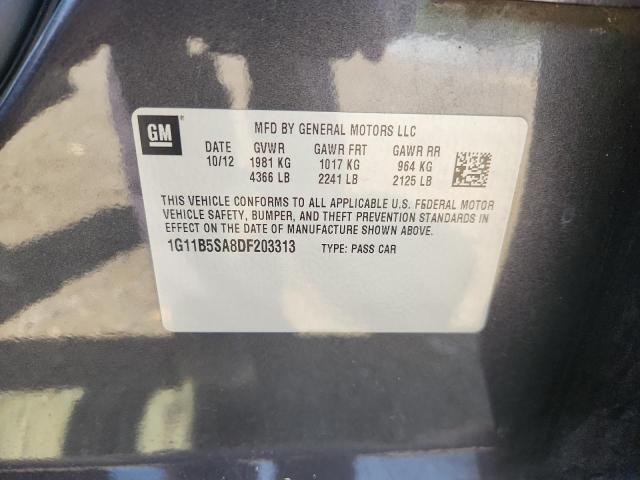 GM
MFD BY GENERAL MOTORS LLC
DATE GVWR GAWR FRT GAWR RR
10/12 1981 KG 1017 KG 964 KG
4366 LB 2241 LB 2125 LB
THIS VEHICLE CONFORMS TO ALL APPLICABLE U.S. FEDERAL MOTOR
VEHICLE SAFETY, BUMPER, AND THEFT PREVENTION STANDARDS IN
EFFECT ON THE DATE OF MANUFACTURE SHOWN ABOVE.
1G11B5SA8DF203313 TYPE: PASS CAR